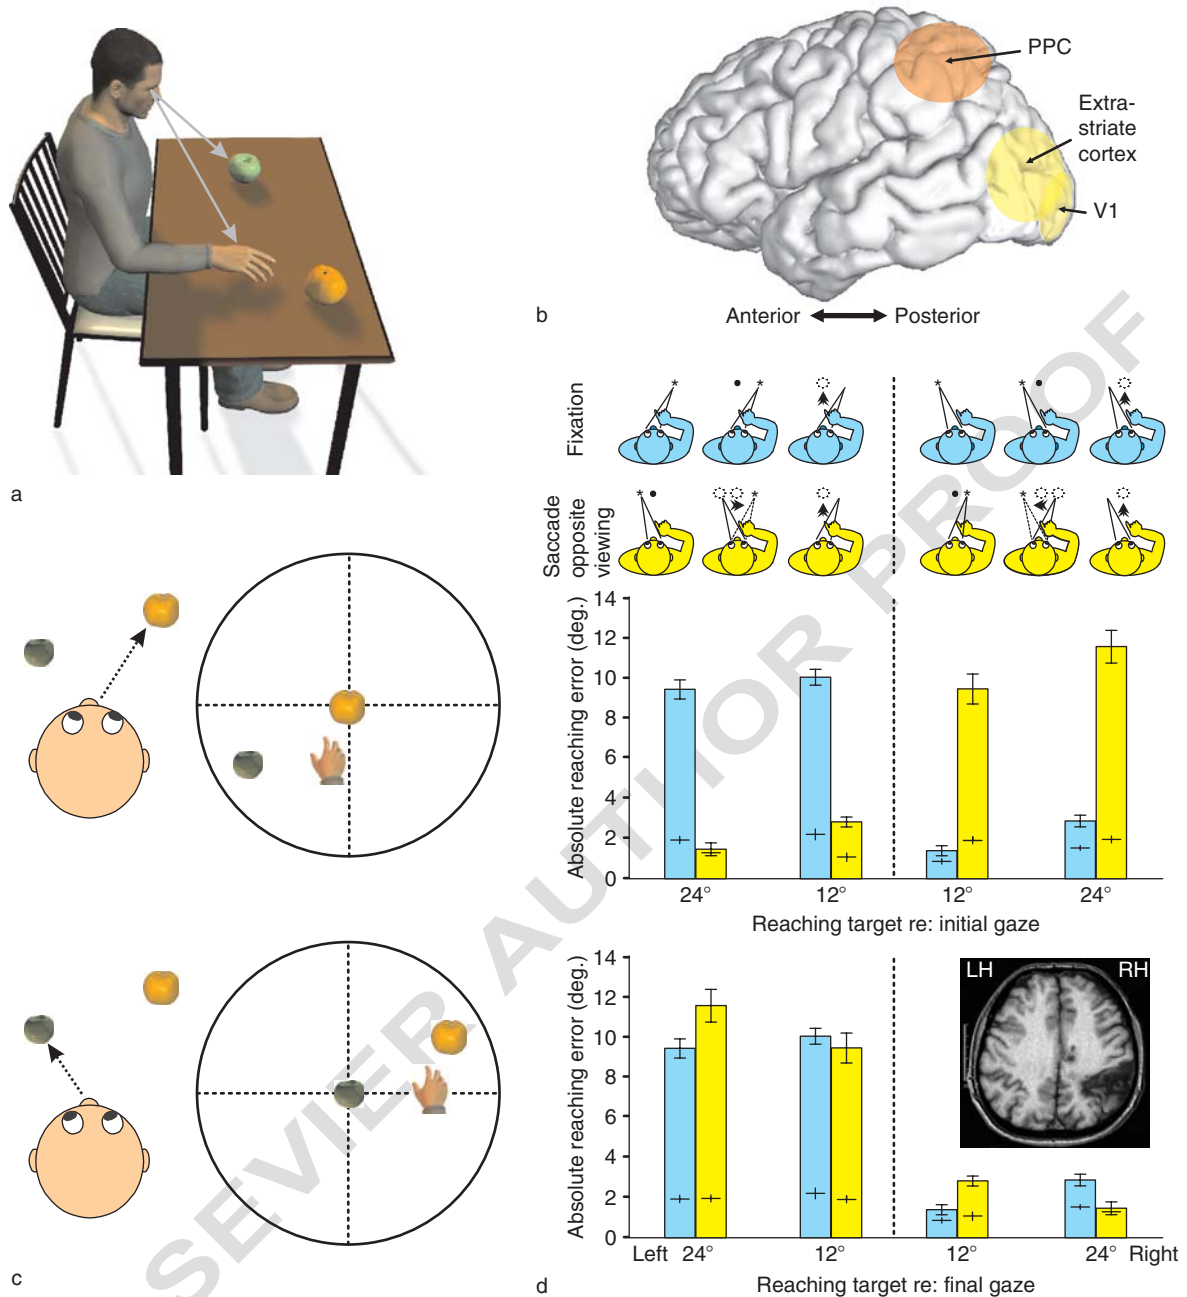 a
PPC
Extra-
striate
cortex
V1
Anterior
Posterior
b
c
Fixation
Saccade
opposite
viewing
Absolute reaching error (deg.)
14
12
10
8
6
4
2
0
24°
12°
12°
24°
Reaching target re: initial gaze
Absolute reaching error (deg.)
14
12
10
8
6
4
2
0
LH
RH
Left
24°
12°
12°
24°
Right
Reaching target re: final gaze
d
SEVIER AUTHOR PROOF